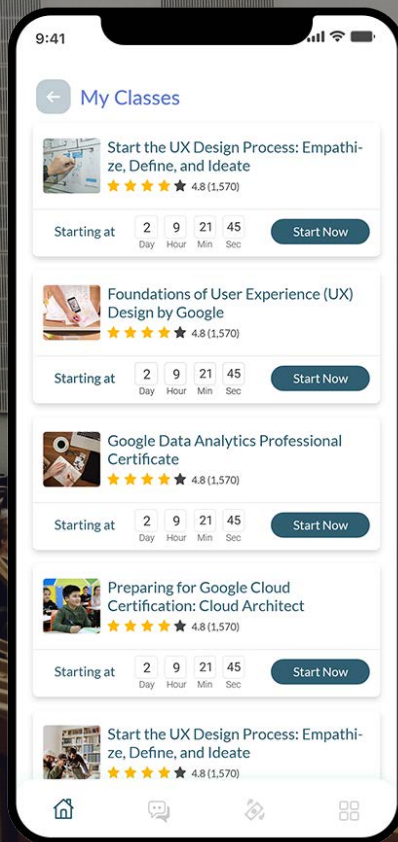 9:41
My Classes
Start the UX Design Process: Empathi-
ze, Define, and Ideate
4.8 (1,570)
Starting at 2 9 21 45 Start Now
Day Hour Min Sec
Foundations of User Experience (UX)
Design by Google
4.8 (1,570)
Starting at 2 9 21 45 Start Now
Day Hour Min Sec
Google Data Analytics Professional
Certificate
4.8 (1,570)
Starting at 2 9 21 45 Start Now
Day Hour Min Sec
Preparing for Google Cloud
Certification: Cloud Architect
4.8 (1,570)
Starting at 2 9 21 45 Start Now
Day Hour Min Sec
Start the UX Design Process: Empathi-
ze, Define, and Ideate
4.8 (1,570)